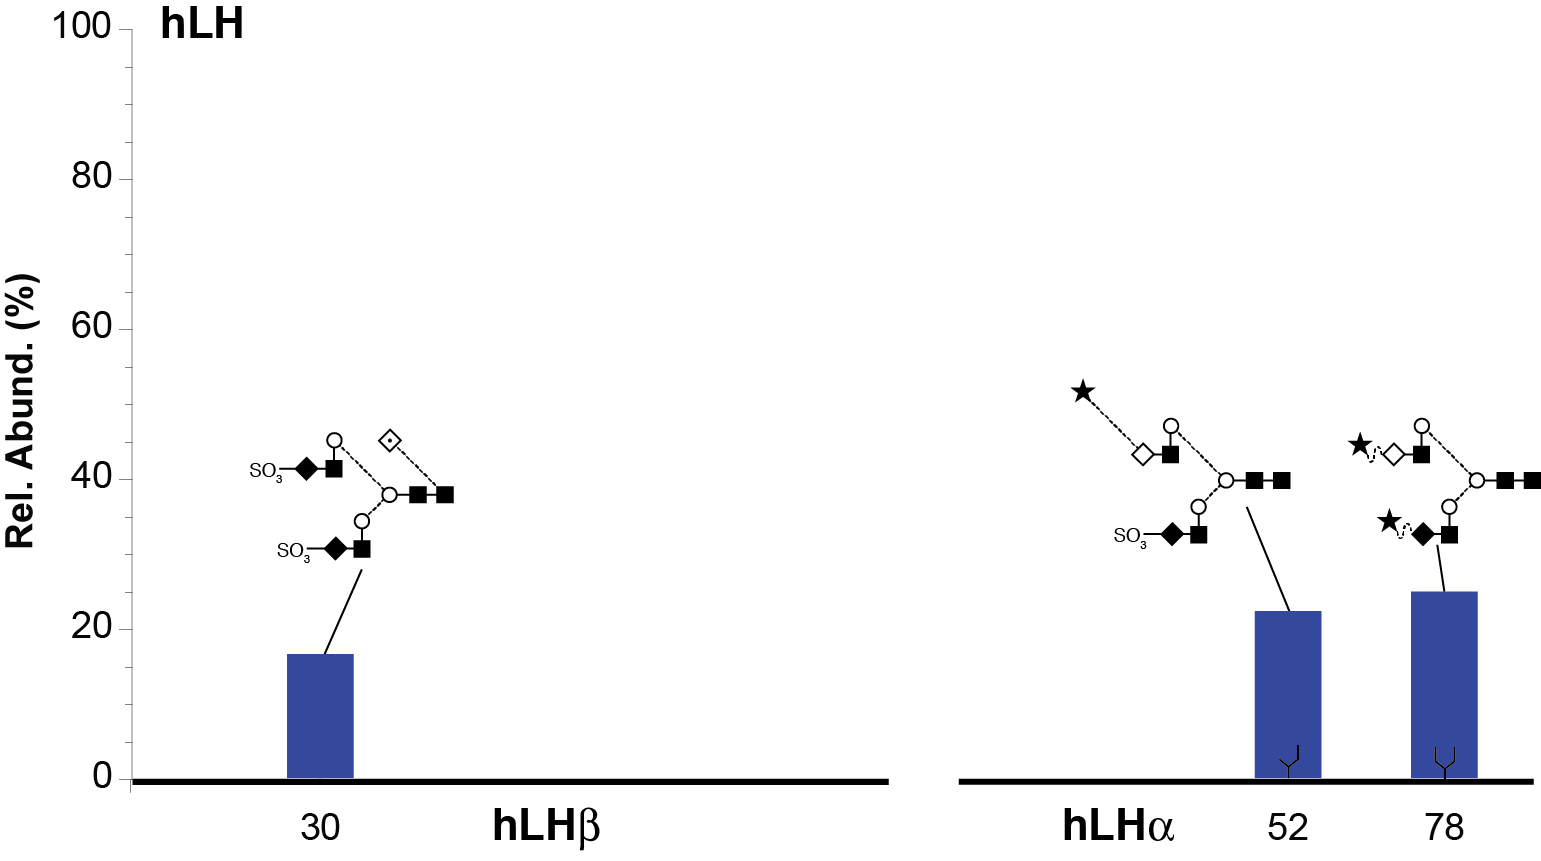 hLH
100
80
60
40
20
0
Rel. Abund. (%)
SO3
SO3
SO3
30
hLHβ
hLHα
52
78